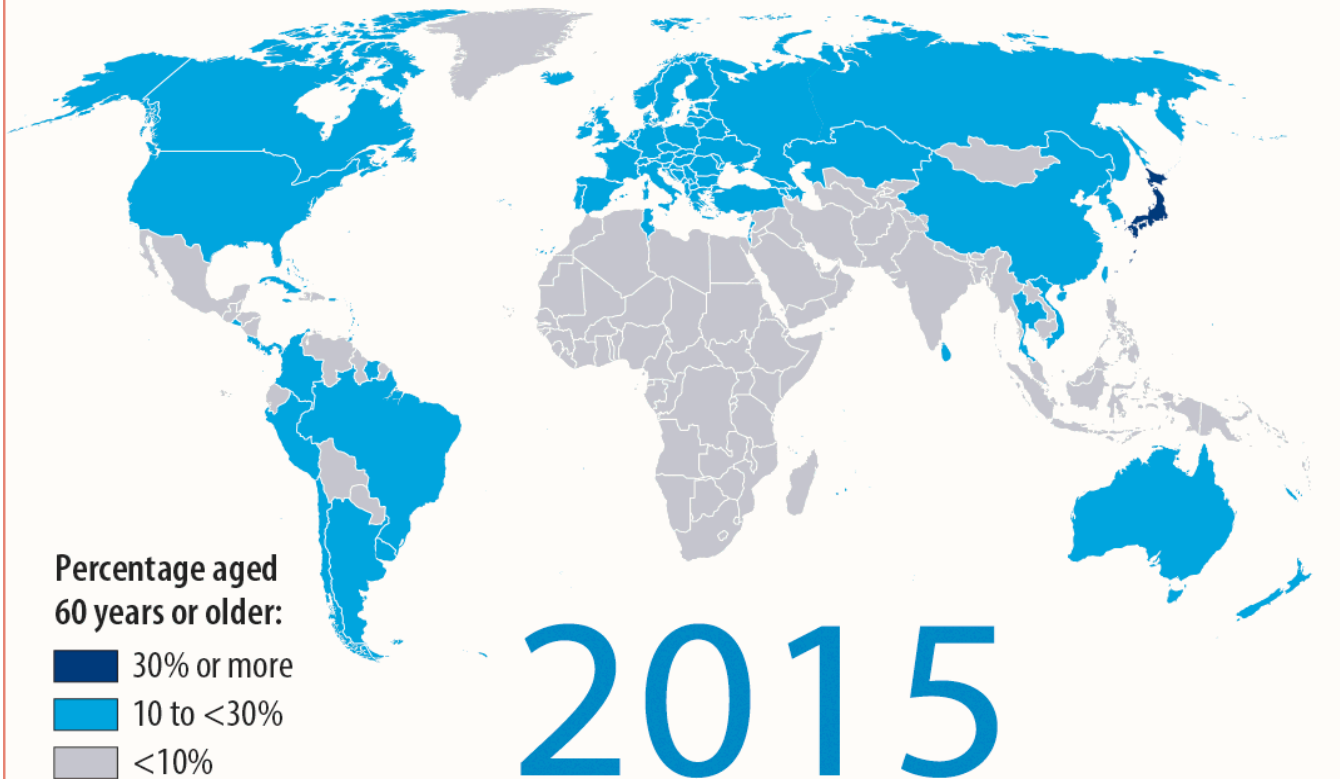 Percentage aged
60 years or older:
30% or more
10 to <30%
<10%
2015